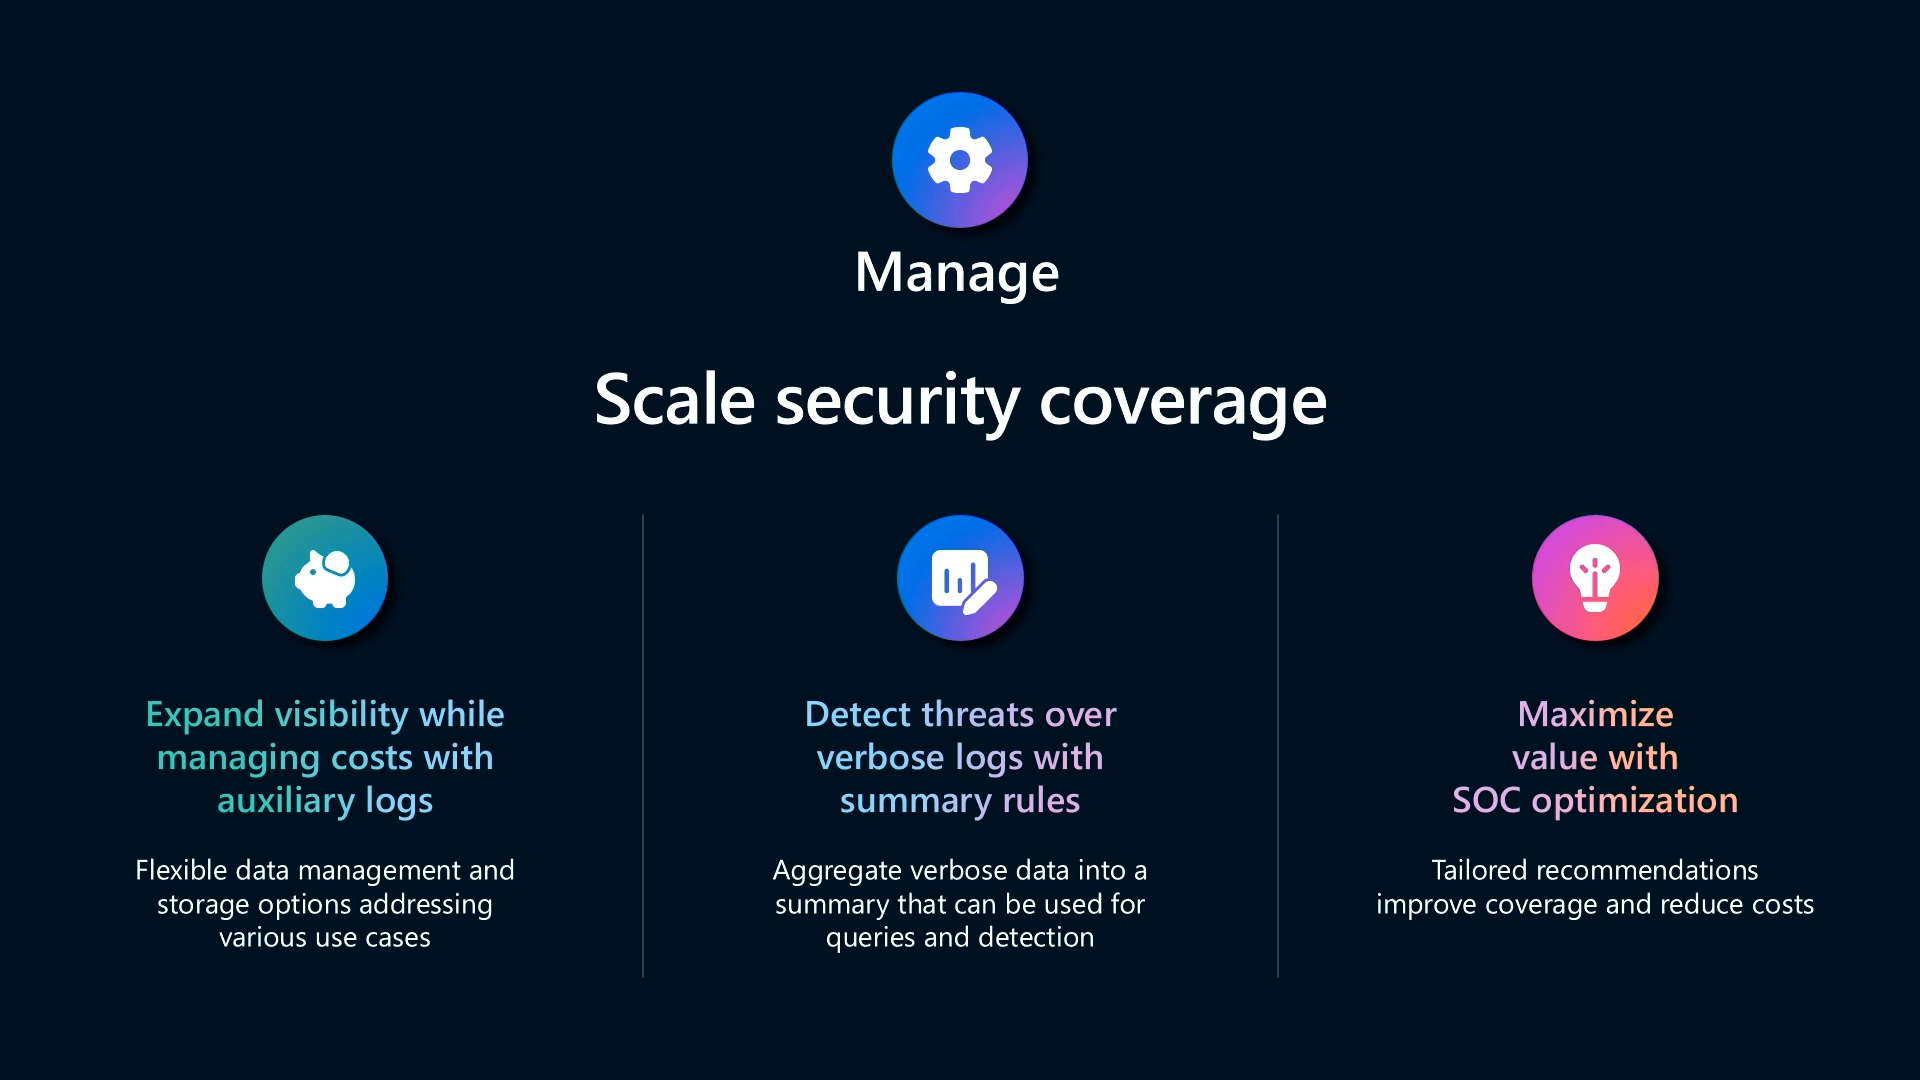 Manage
Scale security coverage
Expand visibility while
managing costs with
auxiliary logs
Flexible data management and
storage options addressing
various use cases
Detect threats over
verbose logs with
summary rules
Aggregate verbose data into a
summary that can be used for
queries and detection
Maximize
value with
SOC optimization
Tailored recommendations
improve coverage and reduce costs